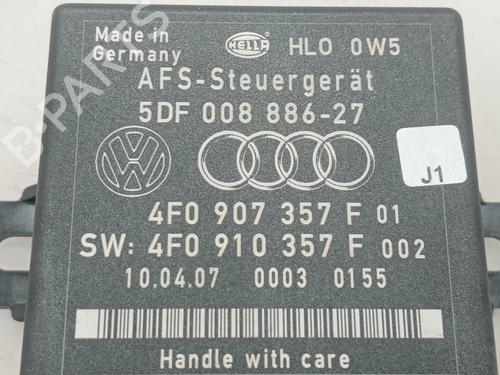 Made in
Germany
HELLA
HLO 0W5
AFS-Steuergerät
5DF 008 886-27
J1
4F0 907 357 F 01
SW: 4F0 910 357 F 002
10.04.07 0003 0155
Handle with care
B-PARTS